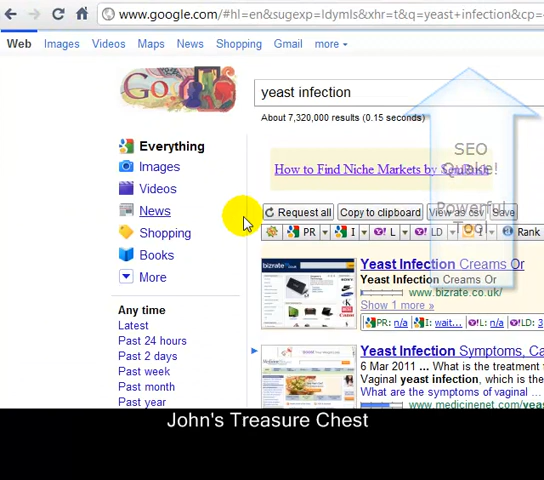 www.google.com/#hl=en&sugexp=ldymls&xhr=t&q=yeast+infection&cp=
Web Images Videos Maps News Shopping Gmail more
Goo
yeast infection
About 7,320,000 results (0.15 seconds)
Everything
Images
Videos
News
Shopping
Books
More
Any time
Latest
Past 24 hours
Past 2 days
Past week
Past month
Past year
How to Find Niche Markets by
SEO
Quake!
Powerful
Tool
Request all Copy to clipboard View as csv Save
PR I L LD I Rank
Yeast Infection Creams Or
Yeast Infection Creams Or
www.bizrate.co.uk/
Show 1 more »
PR: n/a I: wait... L: n/a LD: 3
Yeast Infection Symptoms, Ca
6 Mar 2011 ... What is the treatment
Vaginal yeast infection, which is the
What are the symptoms of vaginal ...
www.medicinenet.com/yeas
bizrate
John's Treasure Chest